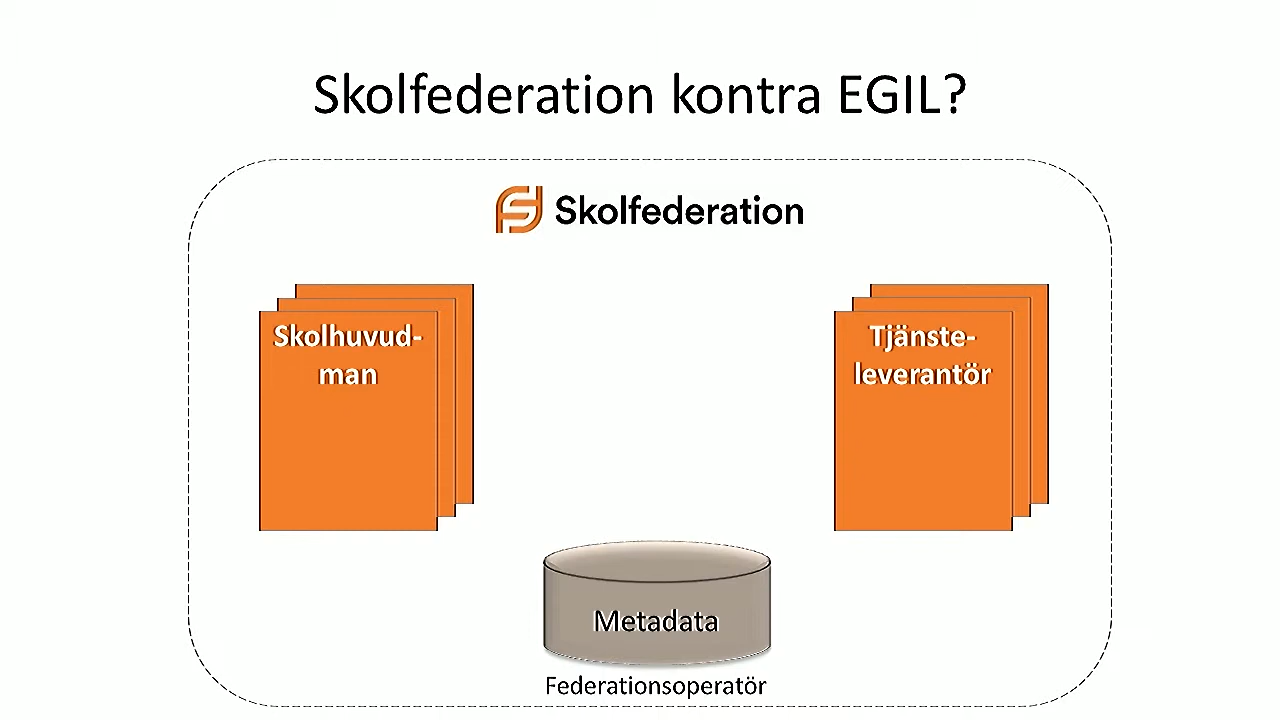 Skolfederation kontra EGIL?
Skolfederation
Skolhuvud-
man
Tjänste-
leverantör
Metadata
Federationsoperatör